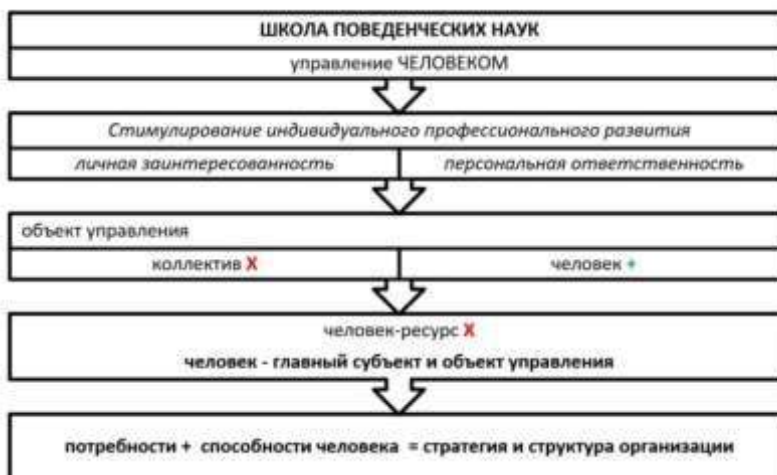 ШКОЛА ПОВЕДЕНЧЕСКИХ НАУК
управление ЧЕЛОВЕКОМ
Стимулирование индивидуального профессионального развития
личная заинтересованность
персональная ответственность
объект управления
коллектив X
человек +
человек-ресурс X
человек - главный субъект и объект управления
потребности + способности человека = стратегия и структура организации